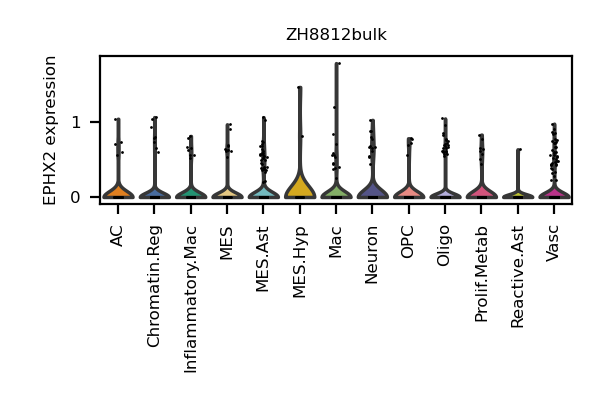 ZH8812bulk
EPHX2 expression
1
0
AC
Chromatin.Reg
Inflammatory.Mac
MES
MES.Ast
MES.Hyp
Mac
Neuron
OPC
Oligo
Prolif.Metab
Reactive.Ast
Vasc